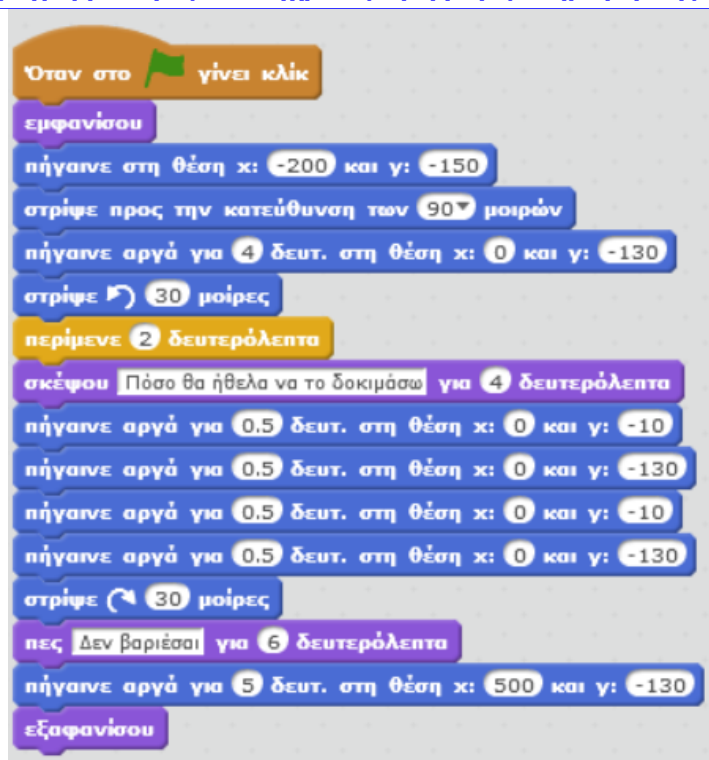 Όταν στο γίνει κλίκ
εμφανίσου
πήγαινε στη θέση x: -200 και y: -150
στρίψε προς την κατεύθυνση των 90 μοιρών
πήγαινε αργά για 4 δευτ. στη θέση x: 0 και y: -130
στρίψε 30 μοίρες
περίμενε 2 δευτερόλεπτα
σκέψου Πόσο θα ήθελα να το δοκιμάσω για 4 δευτερόλεπτα
πήγαινε αργά για 0.5 δευτ. στη θέση x: 0 και y: -10
πήγαινε αργά για 0.5 δευτ. στη θέση x: 0 και y: -130
πήγαινε αργά για 0.5 δευτ. στη θέση x: 0 και y: -10
πήγαινε αργά για 0.5 δευτ. στη θέση x: 0 και y: -130
στρίψε 30 μοίρες
πες Δεν βαριέσαι για 6 δευτερόλεπτα
πήγαινε αργά για 5 δευτ. στη θέση x: 500 και y: -130
εξαφανίσου